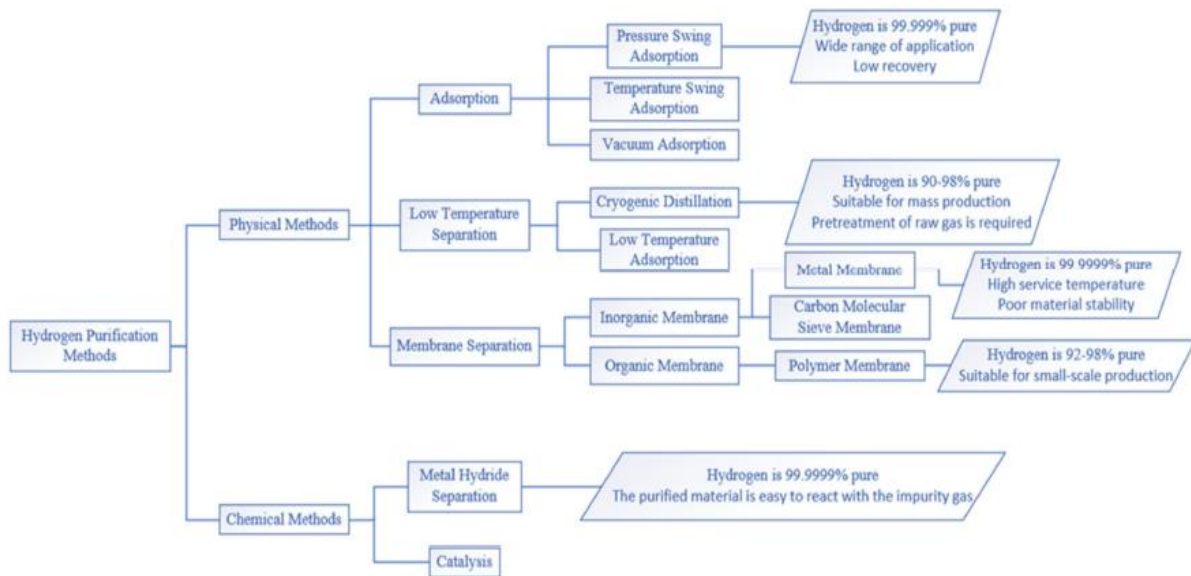 Hydrogen Purification
Methods
Physical Methods
Adsorption
Pressure Swing
Adsorption
Hydrogen is 99.999% pure
Wide range of application
Low recovery
Temperature Swing
Adsorption
Vacuum Adsorption
Low Temperature
Separation
Cryogenic Distillation
Hydrogen is 90-98% pure
Suitable for mass production
Pretreatment of raw gas is required
Low Temperature
Adsorption
Membrane Separation
Inorganic Membrane
Metal Membrane
Hydrogen is 99 9999% pure
High service temperature
Poor material stability
Carbon Molecular
Sieve Membrane
Organic Membrane
Polymer Membrane
Hydrogen is 92-98% pure
Suitable for small-scale production
Chemical Methods
Metal Hydride
Separation
Hydrogen is 99.9999% pure
The purified material is easy to react with the impurity gas
Catalysis